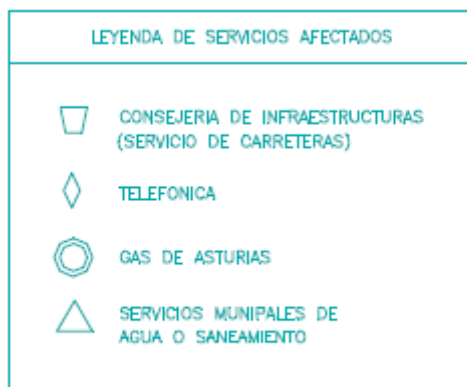 LEYENDA DE SERVICIOS AFECTADOS
CONSEJERIA DE INFRAESTRUCTURAS
(SERVICIO DE CARRETERAS)
TELEFONICA
GAS DE ASTURIAS
SERVICIOS MUNIPALES DE
AGUA O SANEAMIENTO